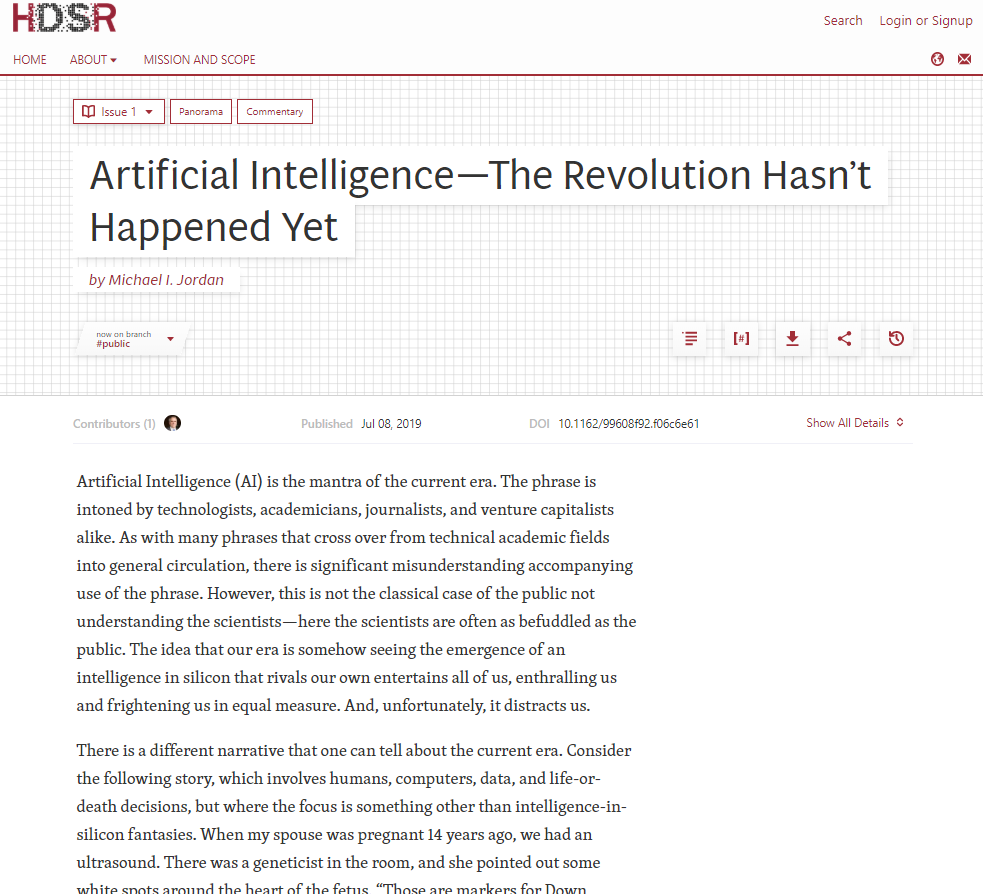 HDSR
Search
Login or Signup
HOME
ABOUT
MISSION AND SCOPE
Issue 1
Panorama
Commentary
Artificial Intelligence—The Revolution Hasn’t
Happened Yet
by Michael I. Jordan
now on branch
#public
[#]
Contributors (1)
Published Jul 08, 2019
DOI 10.1162/99608f92.f06c6e61
Show All Details
Artificial Intelligence (AI) is the mantra of the current era. The phrase is
intoned by technologists, academicians, journalists, and venture capitalists
alike. As with many phrases that cross over from technical academic fields
into general circulation, there is significant misunderstanding accompanying
use of the phrase. However, this is not the classical case of the public not
understanding the scientists—here the scientists are often as befuddled as the
public. The idea that our era is somehow seeing the emergence of an
intelligence in silicon that rivals our own entertains all of us, enthralling us
and frightening us in equal measure. And, unfortunately, it distracts us.
There is a different narrative that one can tell about the current era. Consider
the following story, which involves humans, computers, data, and life-or-
death decisions, but where the focus is something other than intelligence-in-
silicon fantasies. When my spouse was pregnant 14 years ago, we had an
ultrasound. There was a geneticist in the room, and she pointed out some
white spots around the heart of the fetus. “Those are markers for Down